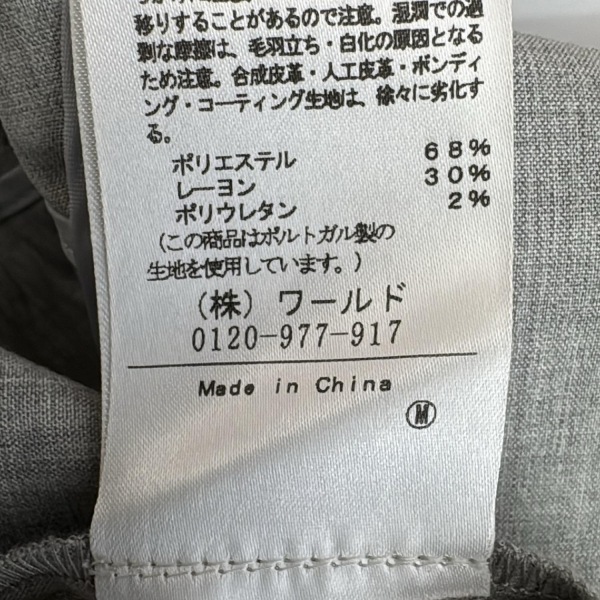 移りすることがあるので注意。湿潤での過
剰な摩擦は、毛羽立ち・白化の原因となる
ため注意。合成皮革・人工皮革・ボンディ
ング・コーティング生地は、徐々に劣化す
る。
ポリエステル 68%
レーヨン 30%
ポリウレタン 2%
(この商品はポルトガル製の
生地を使用しています。)
(株) ワールド
0120-977-917
Made in China
M